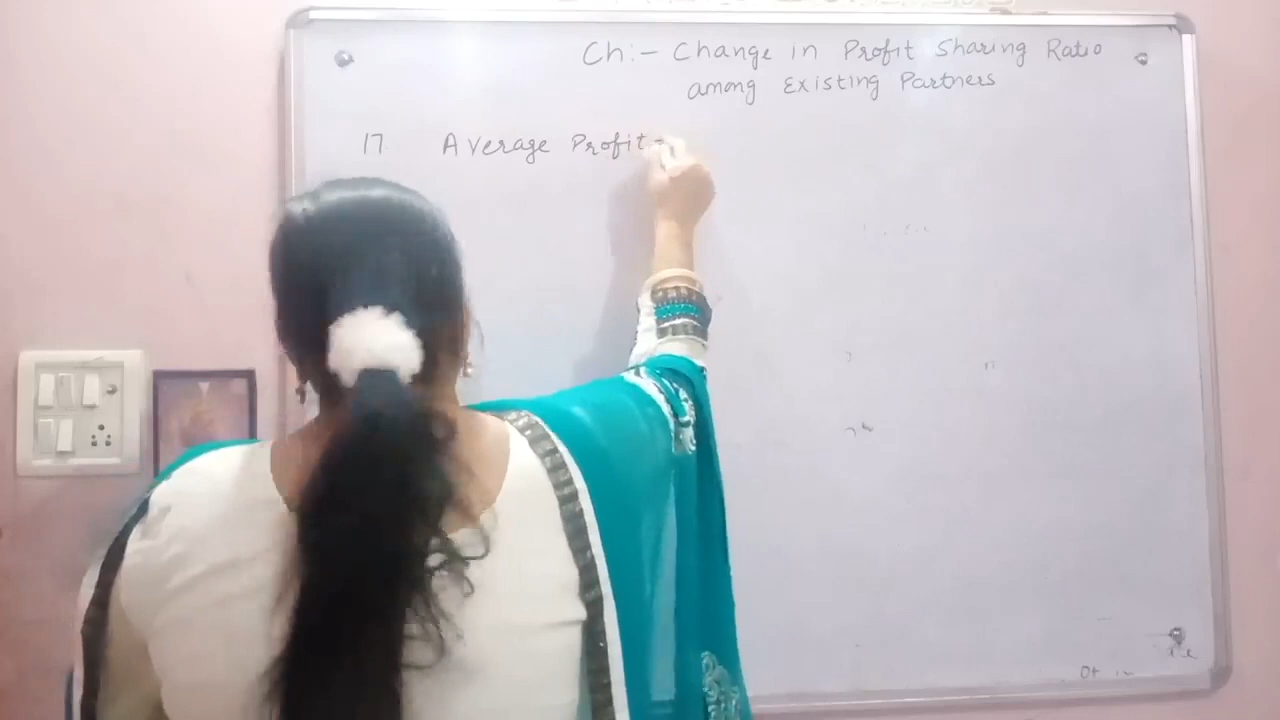 Ch:- Change in Profit Sharing Ratio
among Existing Partners
17 Average Profit =